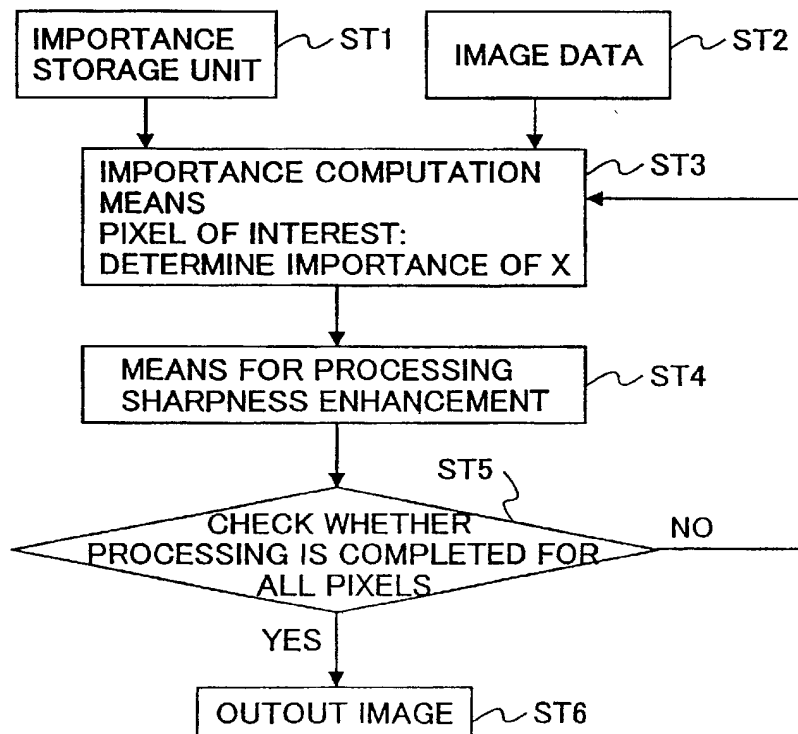 IMPORTANCE
STORAGE UNIT
ST1
IMAGE DATA
ST2
IMPORTANCE COMPUTATION
MEANS
PIXEL OF INTEREST:
DETERMINE IMPORTANCE OF X
ST3
MEANS FOR PROCESSING
SHARPNESS ENHANCEMENT
ST4
ST5
CHECK WHETHER
PROCESSING IS COMPLETED FOR
ALL PIXELS
NO
YES
OUTOUT IMAGE
ST6